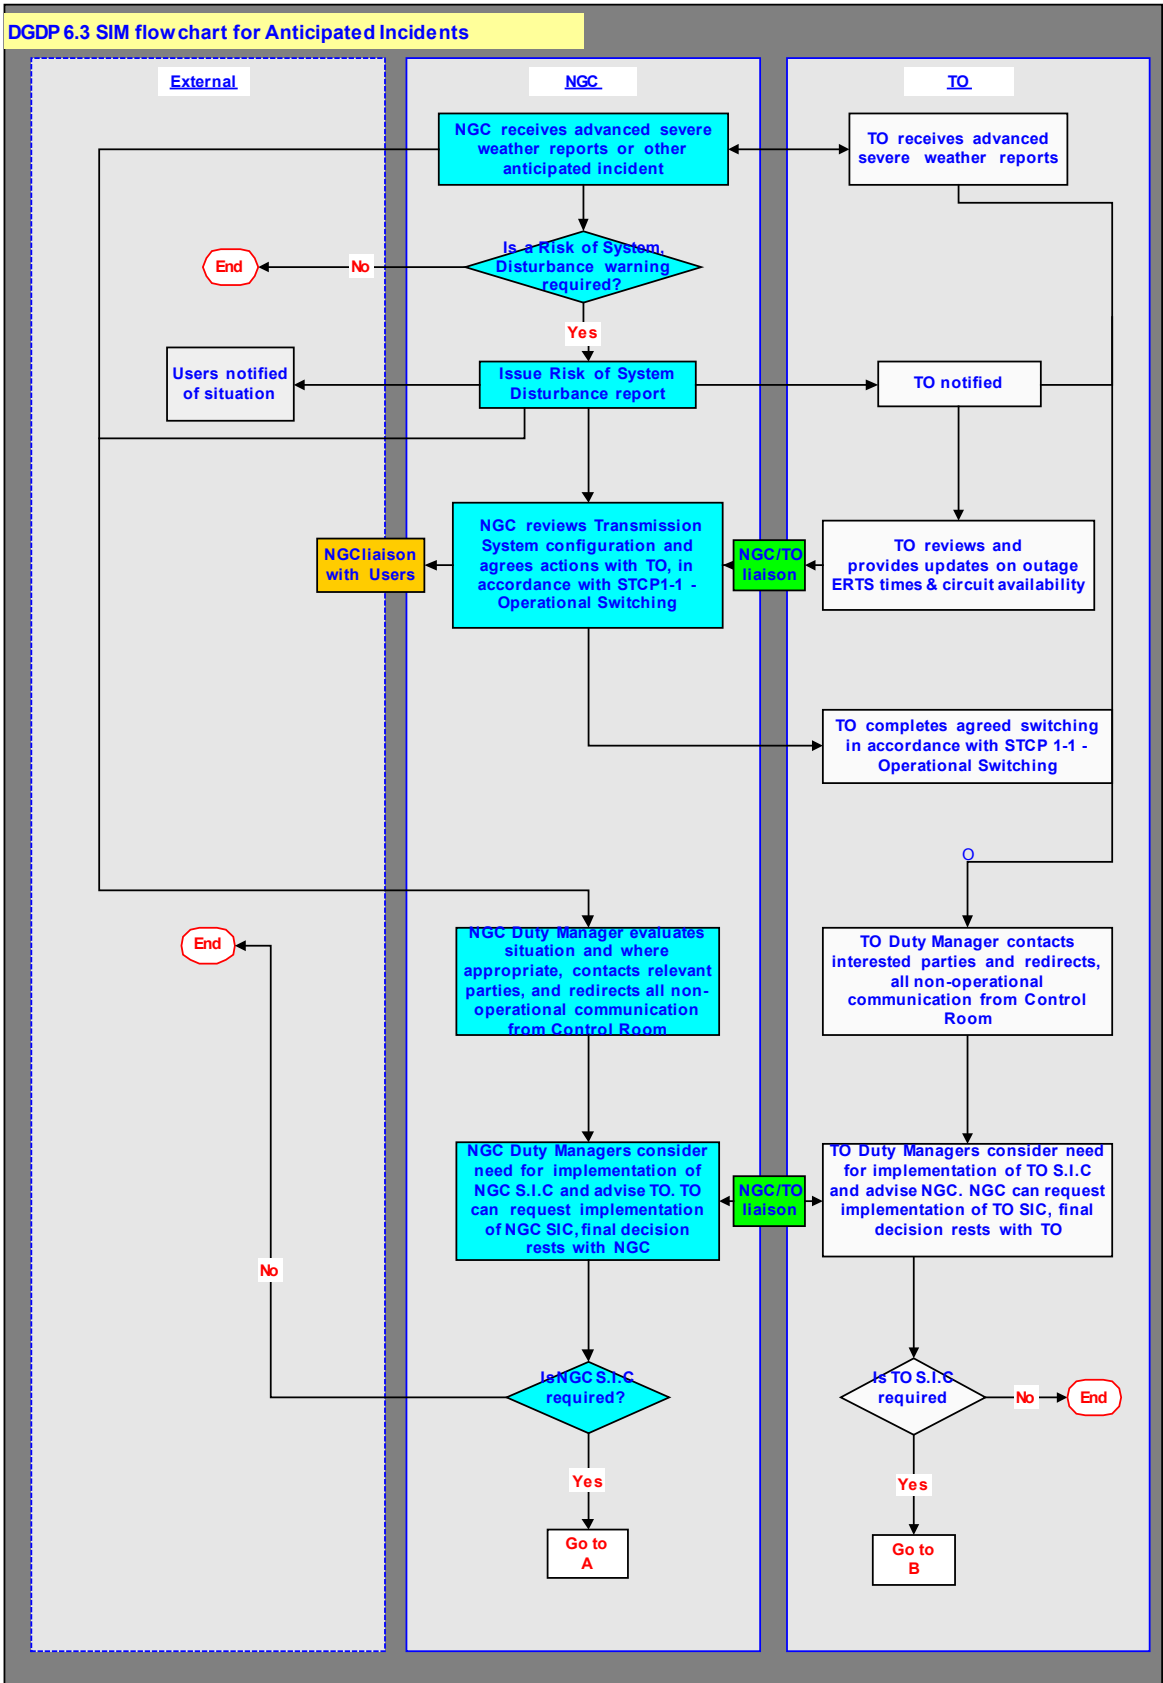 DGDP 6.3 SIM flowchart for Anticipated Incidents
External
NGC
TO
NGC receives advanced severe
weather reports or other
anticipated incident
TO receives advanced
severe weather reports
Is a Risk of System,
Disturbance warning
required?
No
End
Yes
Users notified
of situation
Issue Risk of System
Disturbance report
TO notified
NGC liaison
with Users
NGC reviews Transmission
System configuration and
agrees actions with TO, in
accordance with STCP1-1 -
Operational Switching
NGC/TO
liaison
TO reviews and
provides updates on outage
ERTS times & circuit availability
TO completes agreed switching
in accordance with STCP 1-1 -
Operational Switching
O
End
NGC Duty Manager evaluates
situation and where
appropriate, contacts relevant
parties, and redirects all non-
operational communication
from Control Room
TO Duty Manager contacts
interested parties and redirects,
all non-operational
communication from Control
Room
NGC Duty Managers consider
need for implementation of
NGC S.I.C and advise TO. TO
can request implementation
of NGC SIC, final decision
rests with NGC
NGC/TO
liaison
TO Duty Managers consider need
for implementation of TO S.I.C
and advise NGC. NGC can request
implementation of TO SIC, final
decision rests with TO
No
Is NGC S.I.C
required?
Is TO S.I.C
required
No
End
Yes
Yes
Go to
A
Go to
B